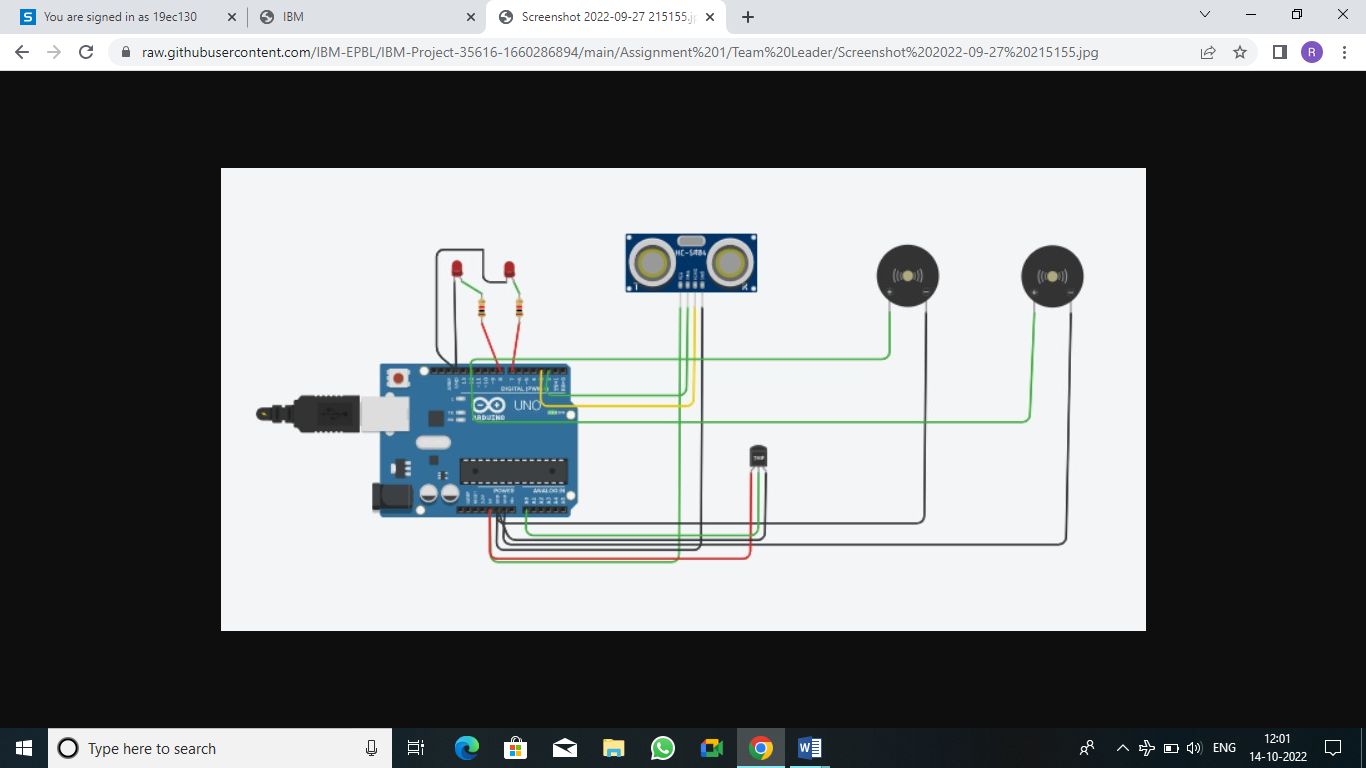 You are signed in as 19ec130
IBM
Screenshot 2022-09-27 215155.j
raw.githubusercontent.com/IBM-EPBL/IBM-Project-35616-1660286894/main/Assignment%201/Team%20Leader/Screenshot%202022-09-27%20215155.jpg
R
HC-SR04
DIGITAL (PWM
UNO
ARDUINO
TMP
POWER
ANALOG IN
Type here to search
W
ENG
12:01
14-10-2022